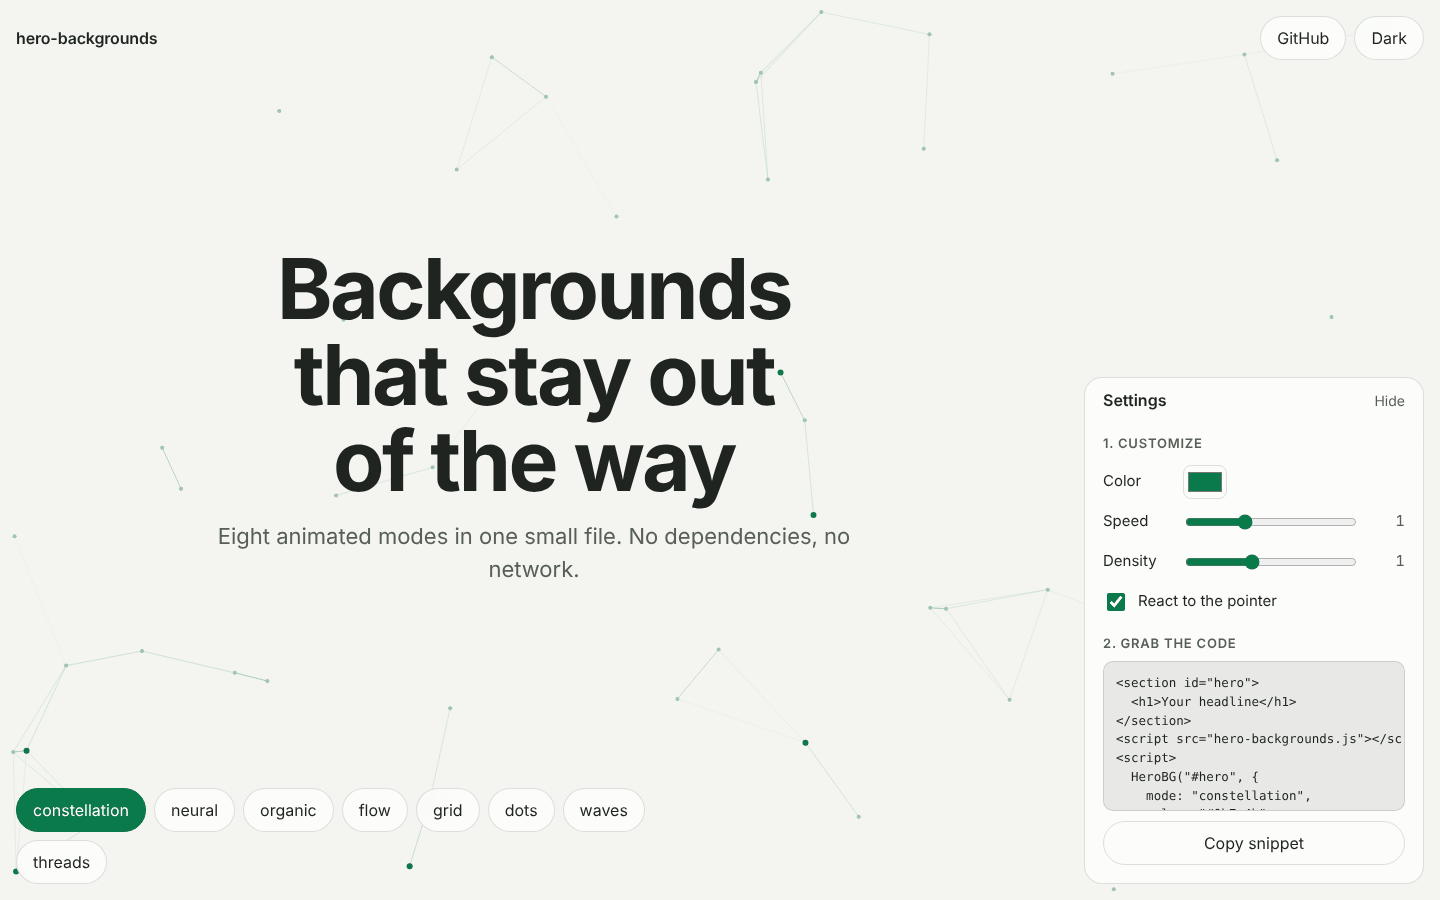 hero-backgrounds
GitHub
Dark
Backgrounds
that stay out
of the way
Eight animated modes in one small file. No dependencies, no
network.
constellation
neural
organic
flow
grid
dots
waves
threads
Settings
Hide
1. CUSTOMIZE
Color
Speed
1
Density
1
React to the pointer
2. GRAB THE CODE
<section id="hero">
  <h1>Your headline</h1>
</section>
<script src="hero-backgrounds.js"></sc
<script>
  HeroBG("#hero", {
    mode: "constellation",
Copy snippet